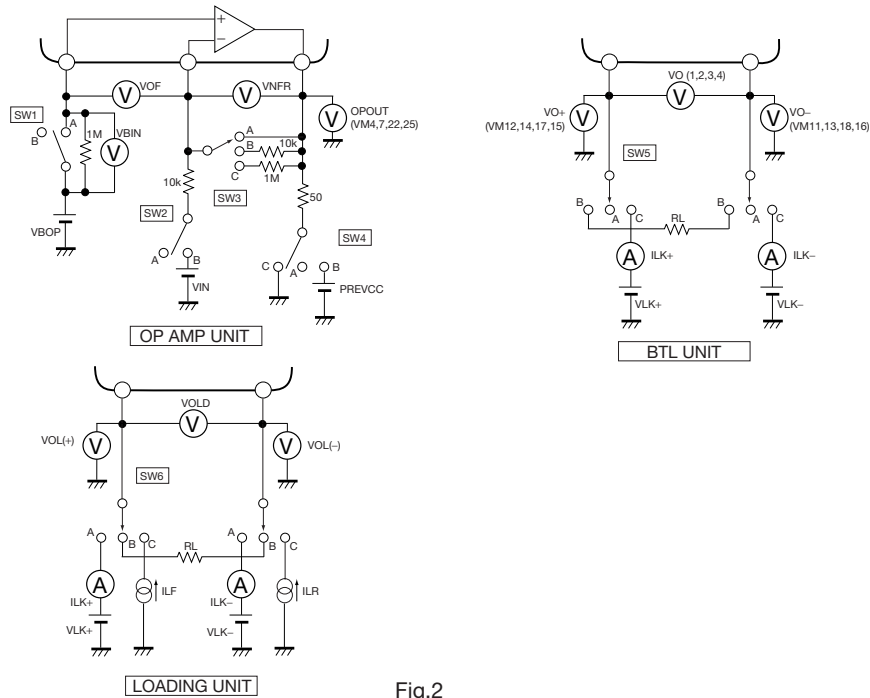 +
−
V
VOF
V
VNFR
V
OPOUT
(VM4,7,22,25)
SW1
B
A
1M
VBIN
V
VBOP
10k
SW2
A
B
VIN
SW3
A
B
10k
C
1M
50
SW4
C
A
B
PREVCC
OP AMP UNIT
VO (1,2,3,4)
V
VO+
(VM12,14,17,15)
V
VO−
(VM11,13,18,16)
V
SW5
B
A
C
RL
B
A
C
A
ILK+
VLK+
A
ILK−
VLK−
BTL UNIT
VOLD
V
VOL(+)
V
VOL(−)
V
SW6
A
B
C
RL
A
B
C
A
ILK+
VLK+
ILF
A
ILK−
VLK−
ILR
LOADING UNIT
Fig.2